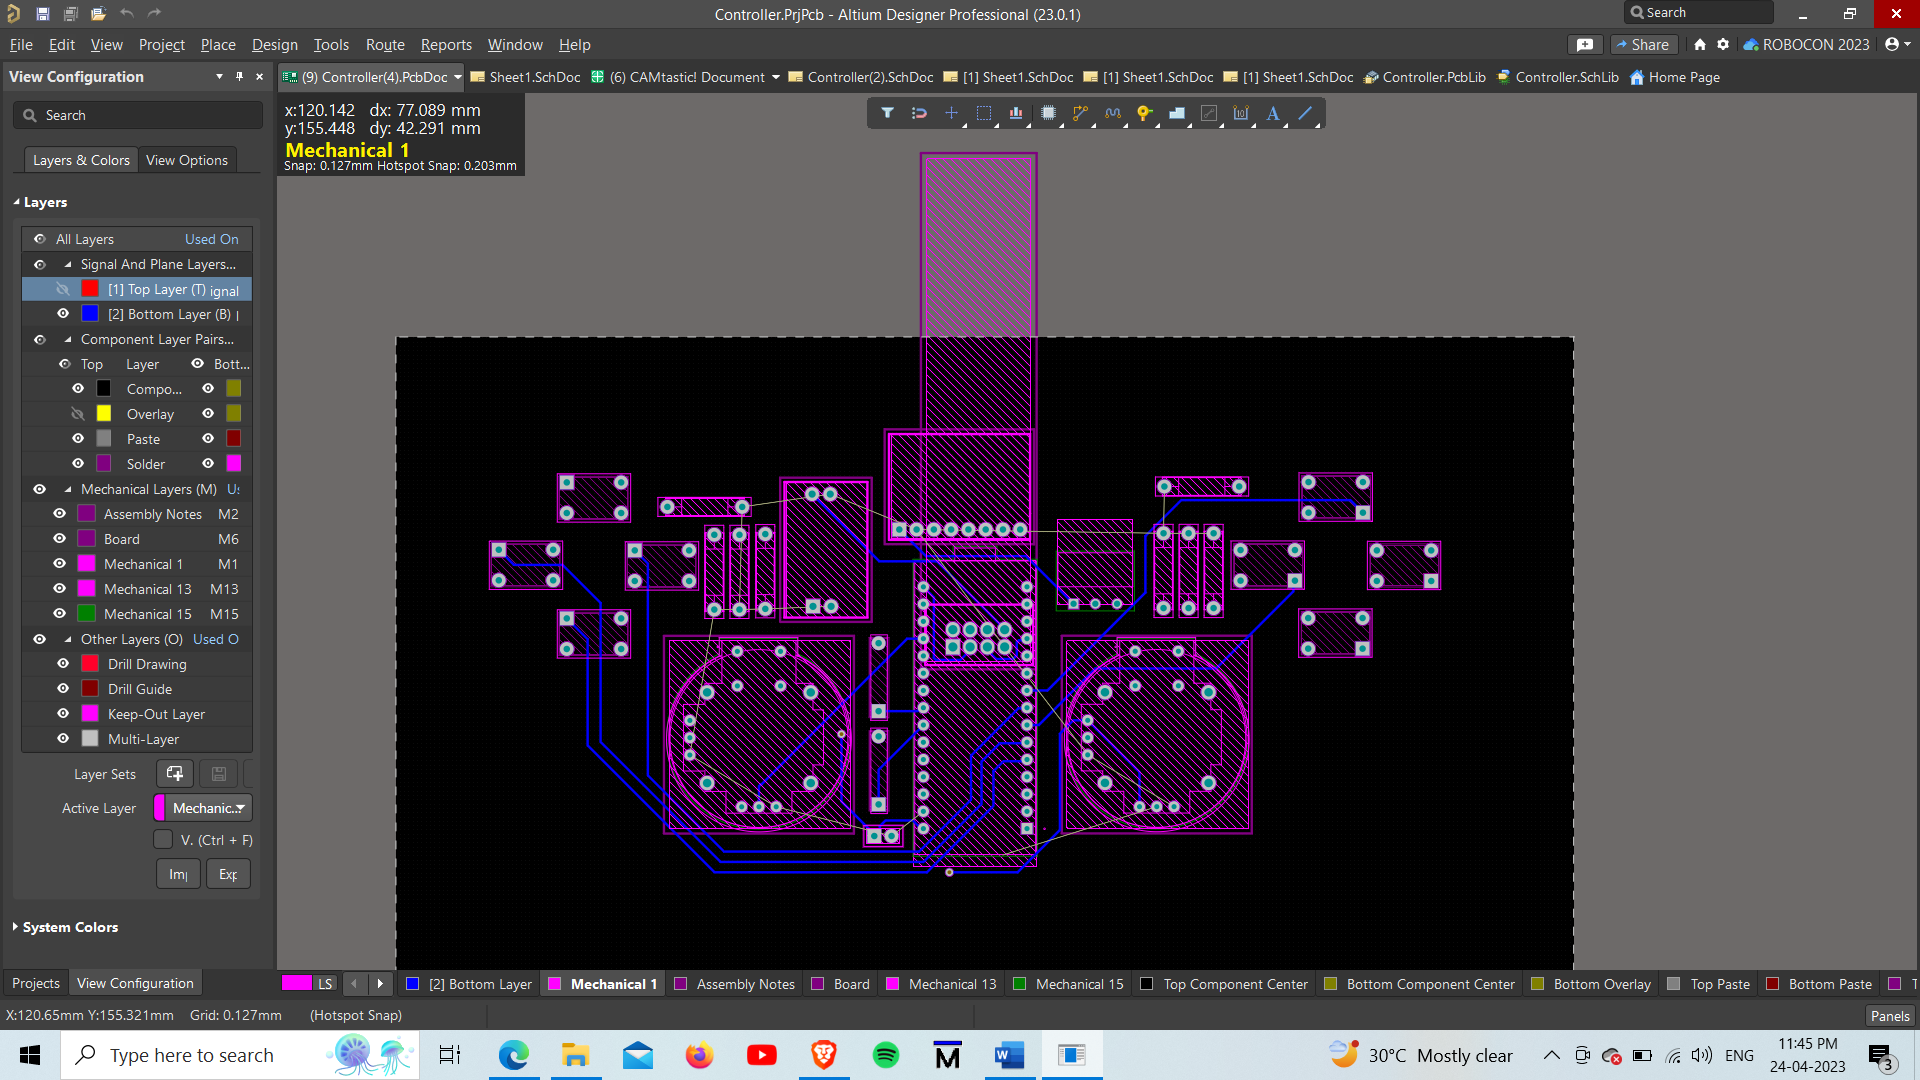 Controller.PrjPcb - Altium Designer Professional (23.0.1)
Search
File Edit View Project Place Design Tools Route Reports Window Help
Share
ROBOCON 2023
View Configuration
(9) Controller(4).PcbDoc
Sheet1.SchDoc
(6) CAMtastic! Document
Controller(2).SchDoc
[1] Sheet1.SchDoc
[1] Sheet1.SchDoc
[1] Sheet1.SchDoc
Controller.PcbLib
Controller.SchLib
Home Page
Search
x:120.142 dx: 77.089 mm
y:155.448 dy: 42.291 mm
Mechanical 1
Snap: 0.127mm Hotspot Snap: 0.203mm
Layers & Colors View Options
Layers
All Layers Used On
Signal And Plane Layers...
[1] Top Layer (T) ignal
[2] Bottom Layer (B)
Component Layer Pairs...
Top Layer Bott...
Compo...
Overlay
Paste
Solder
Mechanical Layers (M)
Assembly Notes M2
Board M6
Mechanical 1 M1
Mechanical 13 M13
Mechanical 15 M15
Other Layers (O) Used O
Drill Drawing
Drill Guide
Keep-Out Layer
Multi-Layer
Layer Sets
Active Layer Mechanic...
V. (Ctrl + F)
Im Exp
System Colors
Projects View Configuration
LS
[2] Bottom Layer
Mechanical 1
Assembly Notes
Board
Mechanical 13
Mechanical 15
Top Component Center
Bottom Component Center
Bottom Overlay
Top Paste
Bottom Paste
X:120.65mm Y:155.321mm Grid: 0.127mm (Hotspot Snap)
Panels
Type here to search
30°C Mostly clear
ENG
11:45 PM
24-04-2023
3